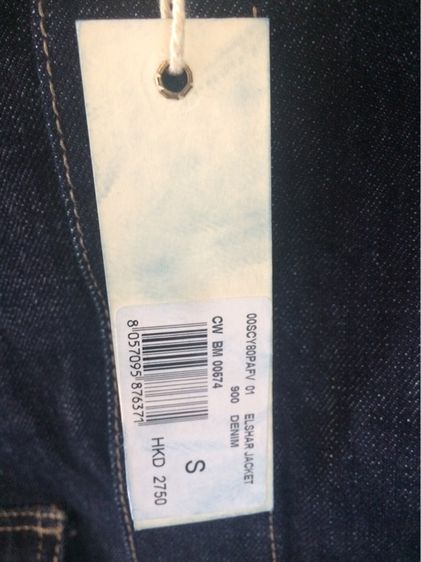 00SCY80PAFV 01 ELSHAR JACKET
900 DENIM
CW BM 00674
8 057095 876371
S
HKD 2750